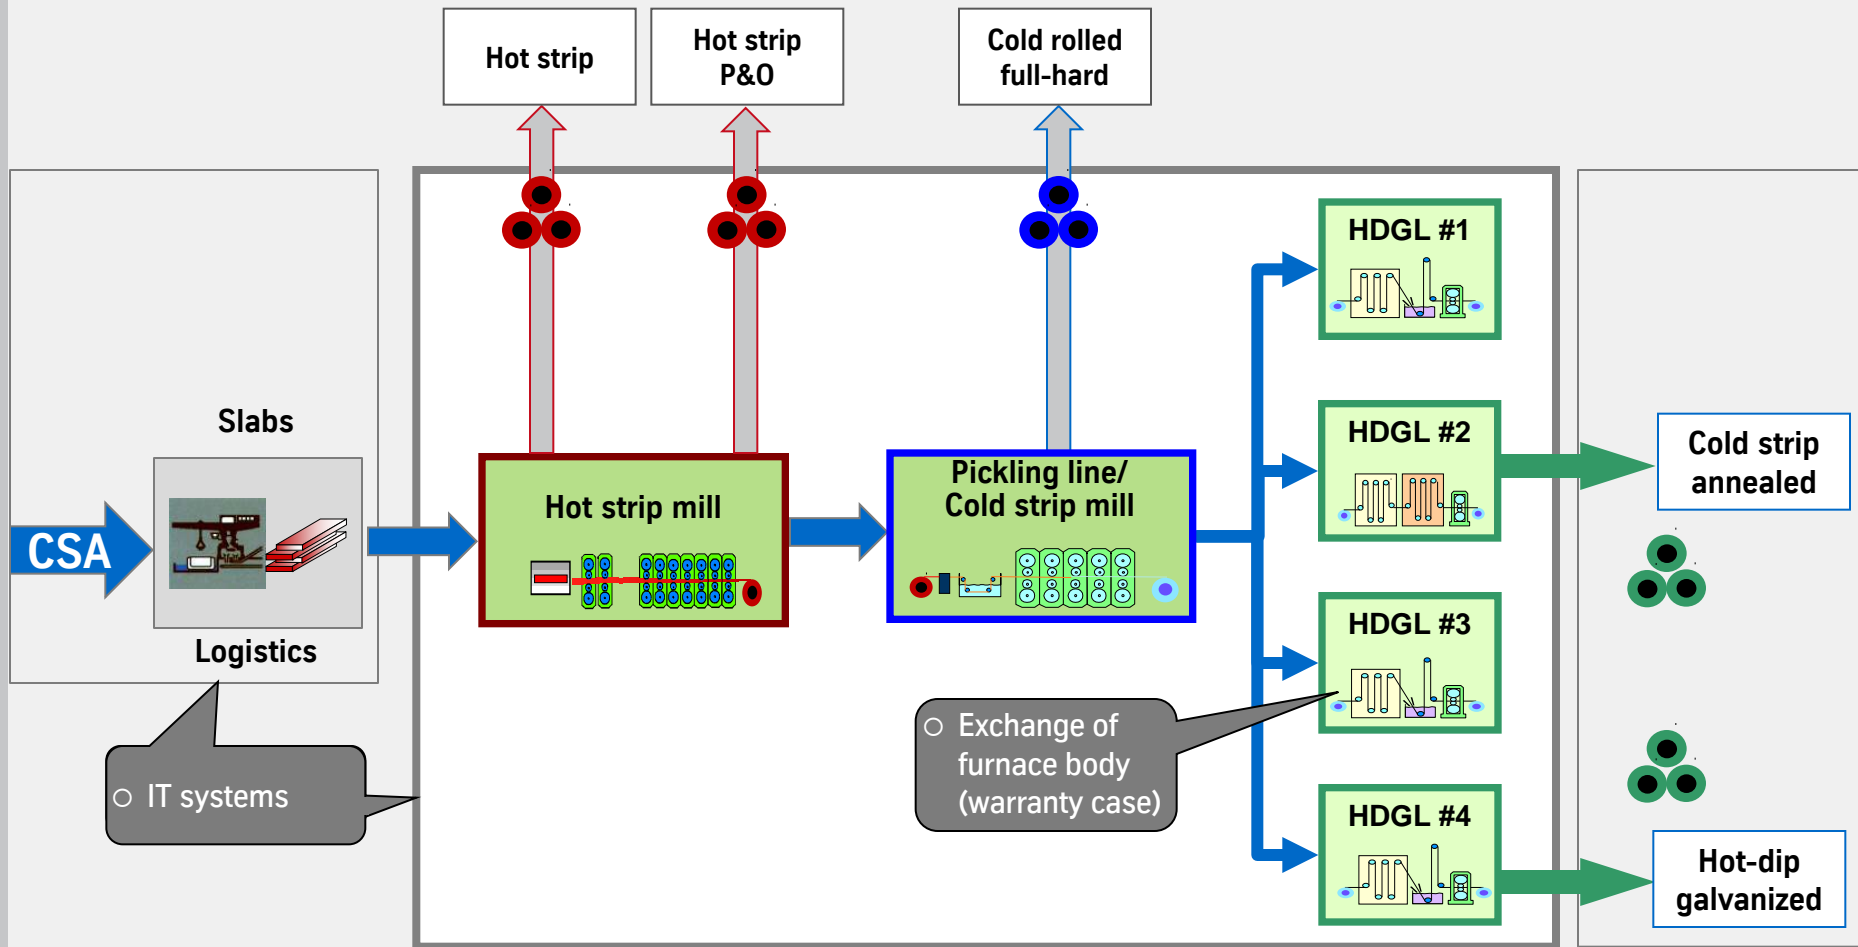 Hot strip
Hot strip
P&O
Cold rolled
full-hard
CSA
Slabs
Logistics
Hot strip mill
Pickling line/
Cold strip mill
HDGL #1
HDGL #2
HDGL #3
HDGL #4
Cold strip
annealed
Hot-dip
galvanized
○ IT systems
○ Exchange of
furnace body
(warranty case)